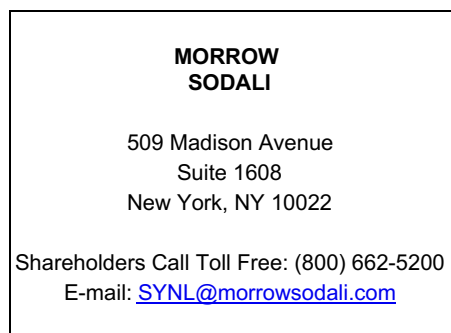 MORROW
SODALI
509 Madison Avenue
Suite 1608
New York, NY 10022
Shareholders Call Toll Free: (800) 662-5200
E-mail: SYNL@morrowsodali.com